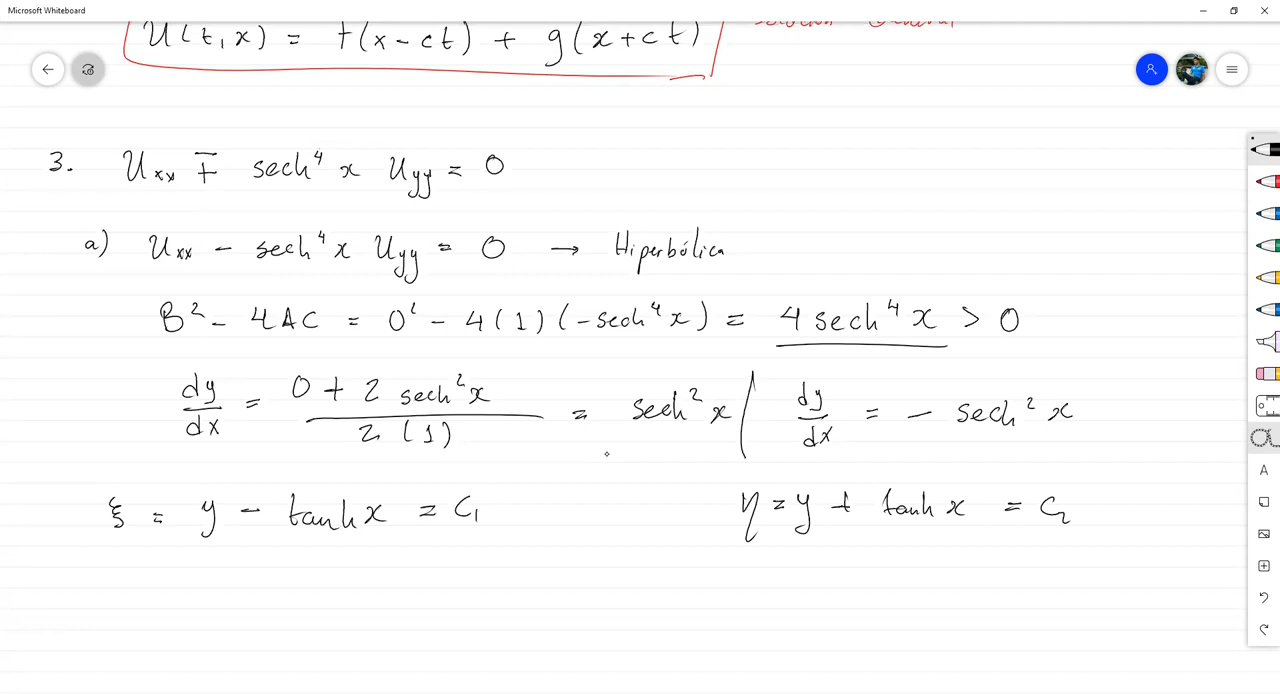 Microsoft Whiteboard
U(t,x) = f(x-ct) + g(x+ct)
3. Uxx ∓ sech⁴ x Uyy = 0
a) Uxx - sech⁴ x Uyy = 0 → Hiperbólica
B² - 4AC = 0² - 4(1)(-sech⁴ x) = 4 sech⁴ x > 0
dy/dx = (0 + 2 sech² x)/(2(1)) = sech² x | dy/dx = - sech² x
ξ = y - tanh x = C₁ η = y + tanh x = C₂
A